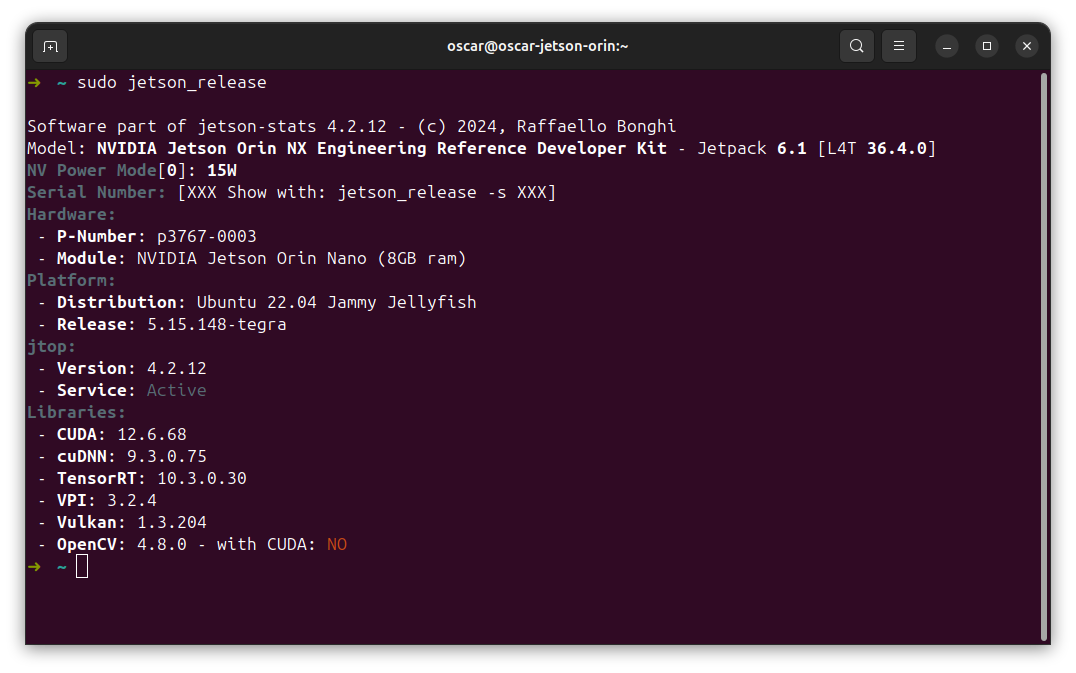 oscar@oscar-jetson-orin:~
➜ ~ sudo jetson_release
Software part of jetson-stats 4.2.12 - (c) 2024, Raffaello Bonghi
Model: NVIDIA Jetson Orin NX Engineering Reference Developer Kit - Jetpack 6.1 [L4T 36.4.0]
NV Power Mode[0]: 15W
Serial Number: [XXX Show with: jetson_release -s XXX]
Hardware:
- P-Number: p3767-0003
- Module: NVIDIA Jetson Orin Nano (8GB ram)
Platform:
- Distribution: Ubuntu 22.04 Jammy Jellyfish
- Release: 5.15.148-tegra
jtop:
- Version: 4.2.12
- Service: Active
Libraries:
- CUDA: 12.6.68
- cuDNN: 9.3.0.75
- TensorRT: 10.3.0.30
- VPI: 3.2.4
- Vulkan: 1.3.204
- OpenCV: 4.8.0 - with CUDA: NO
➜ ~